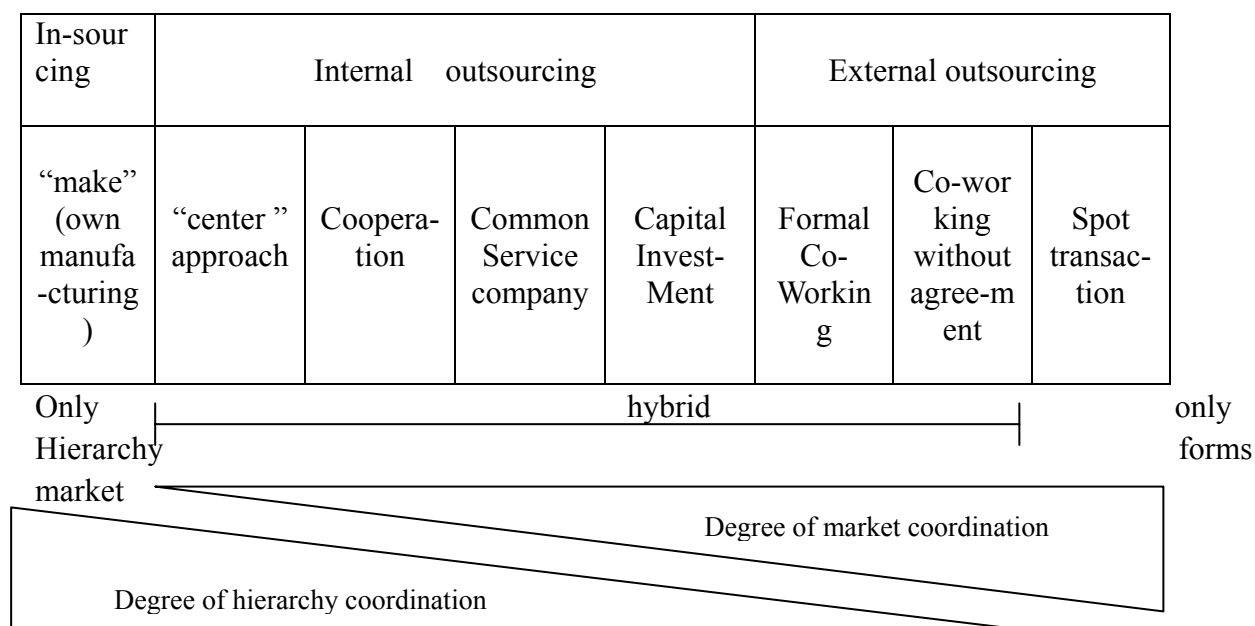 In-sour
cing
Internal outsourcing
External outsourcing
“make”
(own
manufa
-cturing
)
“center ”
approach
Coopera-
tion
Common
Service
company
Capital
Invest-
Ment
Formal
Co-
Workin
g
Co-wor
king
without
agree-m
ent
Spot
transac-
tion
Only hybrid only
Hierarchy forms
market
Degree of market coordination
Degree of hierarchy coordination